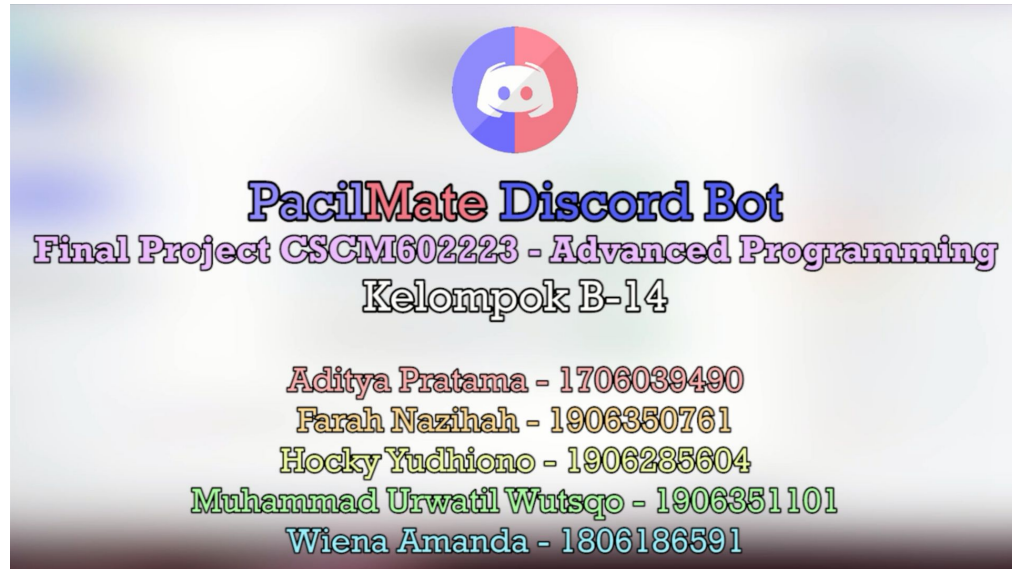 PacilMate Discord Bot
Final Project CSCM602223 - Advanced Programming
Kelompok B-14
Aditya Pratama - 1706039490
Farah Nazihah - 1906350761
Hocky Yudhiono - 1906285604
Muhammad Urwatil Wutsqo - 1906351101
Wiena Amanda - 1806186591